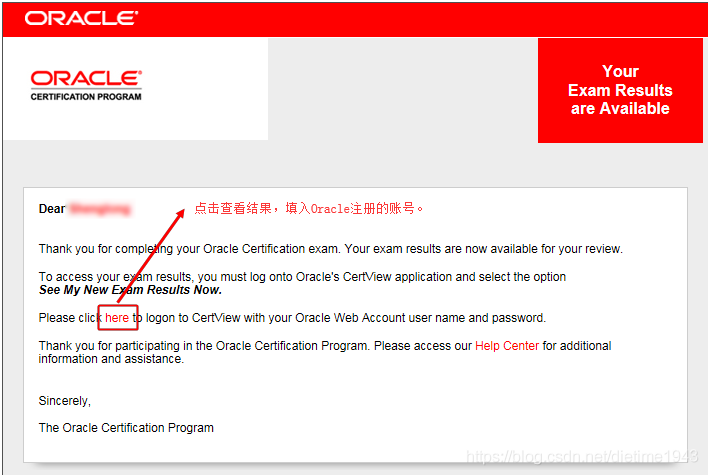 ORACLE
ORACLE
CERTIFICATION PROGRAM
Your
Exam Results
are Available
Dear
点击查看结果，填入Oracle注册的账号。
Thank you for completing your Oracle Certification exam. Your exam results are now available for your review.
To access your exam results, you must log onto Oracle's CertView application and select the option
See My New Exam Results Now.
Please click here to logon to CertView with your Oracle Web Account user name and password.
Thank you for participating in the Oracle Certification Program. Please access our Help Center for additional
information and assistance.
Sincerely,
The Oracle Certification Program
https://blog.csdn.net/dietime1943